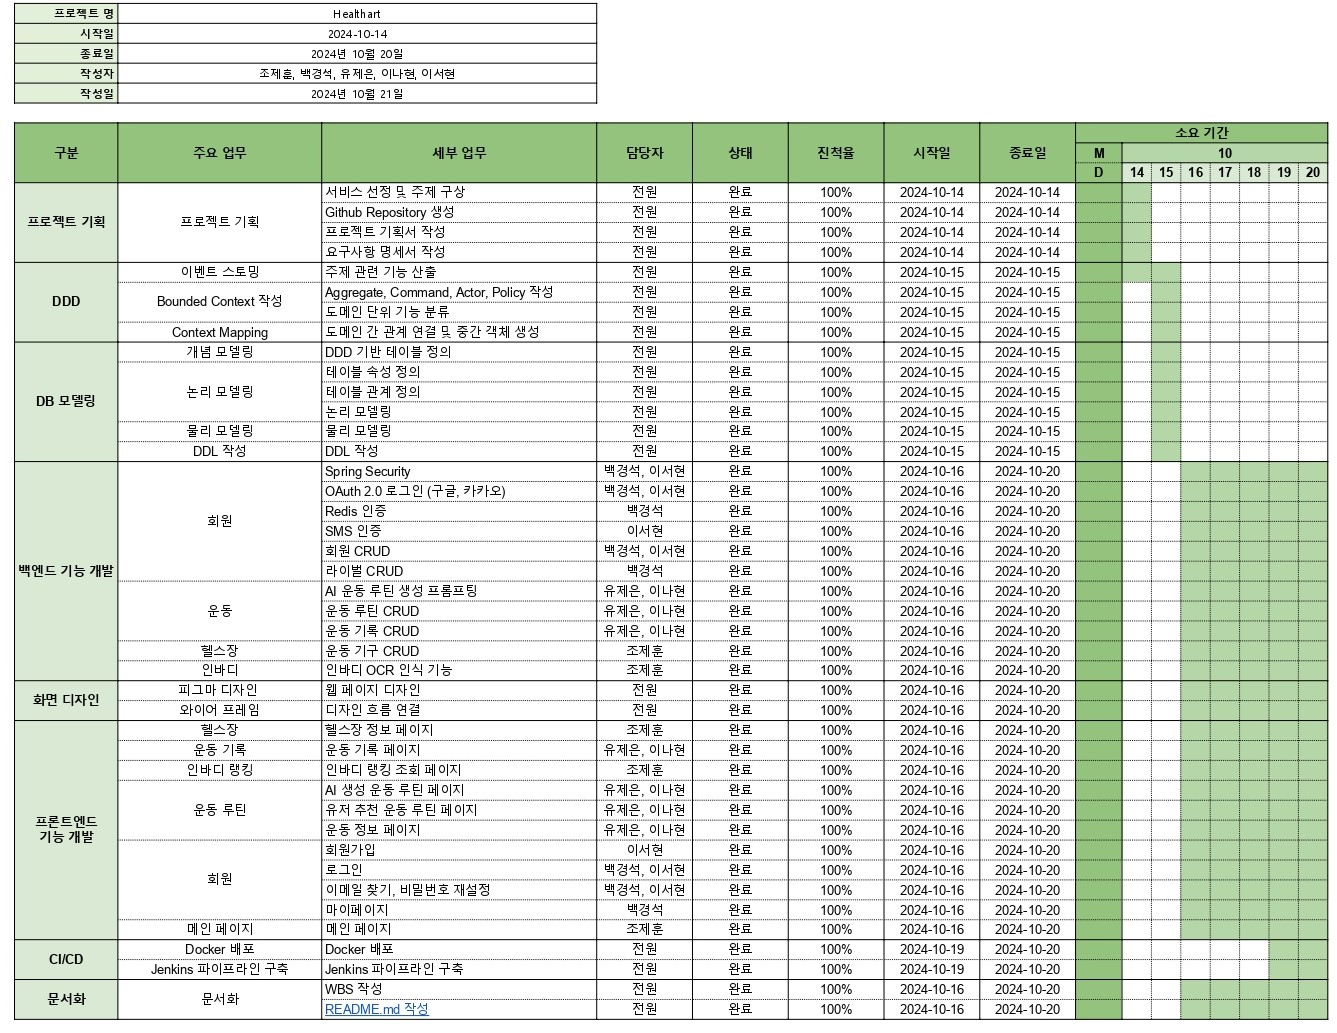 프로젝트 명 Healthart
시작일 2024-10-14
종료일 2024년 10월 20일
작성자 조제훈, 백경석, 유제은, 이나현, 이서현
작성일 2024년 10월 21일
구분 주요 업무 세부 업무 담당자 상태 진척율 시작일 종료일 소요 기간
M 10
D 14 15 16 17 18 19 20
프로젝트 기획 프로젝트 기획 서비스 선정 및 주제 구상 전원 완료 100% 2024-10-14 2024-10-14
Github Repository 생성 전원 완료 100% 2024-10-14 2024-10-14
프로젝트 기획서 작성 전원 완료 100% 2024-10-14 2024-10-14
요구사항 명세서 작성 전원 완료 100% 2024-10-14 2024-10-14
DDD 이벤트 스토밍 주제 관련 기능 산출 전원 완료 100% 2024-10-15 2024-10-15
Bounded Context 작성 Aggregate, Command, Actor, Policy 작성 전원 완료 100% 2024-10-15 2024-10-15
도메인 단위 기능 분류 전원 완료 100% 2024-10-15 2024-10-15
Context Mapping 도메인 간 관계 연결 및 중간 객체 생성 전원 완료 100% 2024-10-15 2024-10-15
DB 모델링 개념 모델링 DDD 기반 테이블 정의 전원 완료 100% 2024-10-15 2024-10-15
논리 모델링 테이블 속성 정의 전원 완료 100% 2024-10-15 2024-10-15
테이블 관계 정의 전원 완료 100% 2024-10-15 2024-10-15
논리 모델링 전원 완료 100% 2024-10-15 2024-10-15
물리 모델링 물리 모델링 전원 완료 100% 2024-10-15 2024-10-15
DDL 작성 DDL 작성 전원 완료 100% 2024-10-15 2024-10-15
백엔드 기능 개발 회원 Spring Security 백경석, 이서현 완료 100% 2024-10-16 2024-10-20
OAuth 2.0 로그인 (구글, 카카오) 백경석, 이서현 완료 100% 2024-10-16 2024-10-20
Redis 인증 백경석 완료 100% 2024-10-16 2024-10-20
SMS 인증 이서현 완료 100% 2024-10-16 2024-10-20
회원 CRUD 백경석, 이서현 완료 100% 2024-10-16 2024-10-20
라이벌 CRUD 백경석 완료 100% 2024-10-16 2024-10-20
운동 AI 운동 루틴 생성 프롬프팅 유제은, 이나현 완료 100% 2024-10-16 2024-10-20
운동 루틴 CRUD 유제은, 이나현 완료 100% 2024-10-16 2024-10-20
운동 기록 CRUD 유제은, 이나현 완료 100% 2024-10-16 2024-10-20
헬스장 운동 기구 CRUD 조제훈 완료 100% 2024-10-16 2024-10-20
인바디 인바디 OCR 인식 기능 조제훈 완료 100% 2024-10-16 2024-10-20
화면 디자인 피그마 디자인 웹 페이지 디자인 전원 완료 100% 2024-10-16 2024-10-20
와이어 프레임 디자인 흐름 연결 전원 완료 100% 2024-10-16 2024-10-20
프론트엔드
기능 개발 헬스장 헬스장 정보 페이지 조제훈 완료 100% 2024-10-16 2024-10-20
운동 기록 운동 기록 페이지 유제은, 이나현 완료 100% 2024-10-16 2024-10-20
인바디 랭킹 인바디 랭킹 조회 페이지 조제훈 완료 100% 2024-10-16 2024-10-20
운동 루틴 AI 생성 운동 루틴 페이지 유제은, 이나현 완료 100% 2024-10-16 2024-10-20
유저 추천 운동 루틴 페이지 유제은, 이나현 완료 100% 2024-10-16 2024-10-20
운동 정보 페이지 유제은, 이나현 완료 100% 2024-10-16 2024-10-20
회원 회원가입 이서현 완료 100% 2024-10-16 2024-10-20
로그인 백경석, 이서현 완료 100% 2024-10-16 2024-10-20
이메일 찾기, 비밀번호 재설정 백경석, 이서현 완료 100% 2024-10-16 2024-10-20
마이페이지 백경석 완료 100% 2024-10-16 2024-10-20
메인 페이지 메인 페이지 조제훈 완료 100% 2024-10-16 2024-10-20
CI/CD Docker 배포 Docker 배포 전원 완료 100% 2024-10-19 2024-10-20
Jenkins 파이프라인 구축 Jenkins 파이프라인 구축 전원 완료 100% 2024-10-19 2024-10-20
문서화 문서화 WBS 작성 전원 완료 100% 2024-10-16 2024-10-20
README.md 작성 전원 완료 100% 2024-10-16 2024-10-20